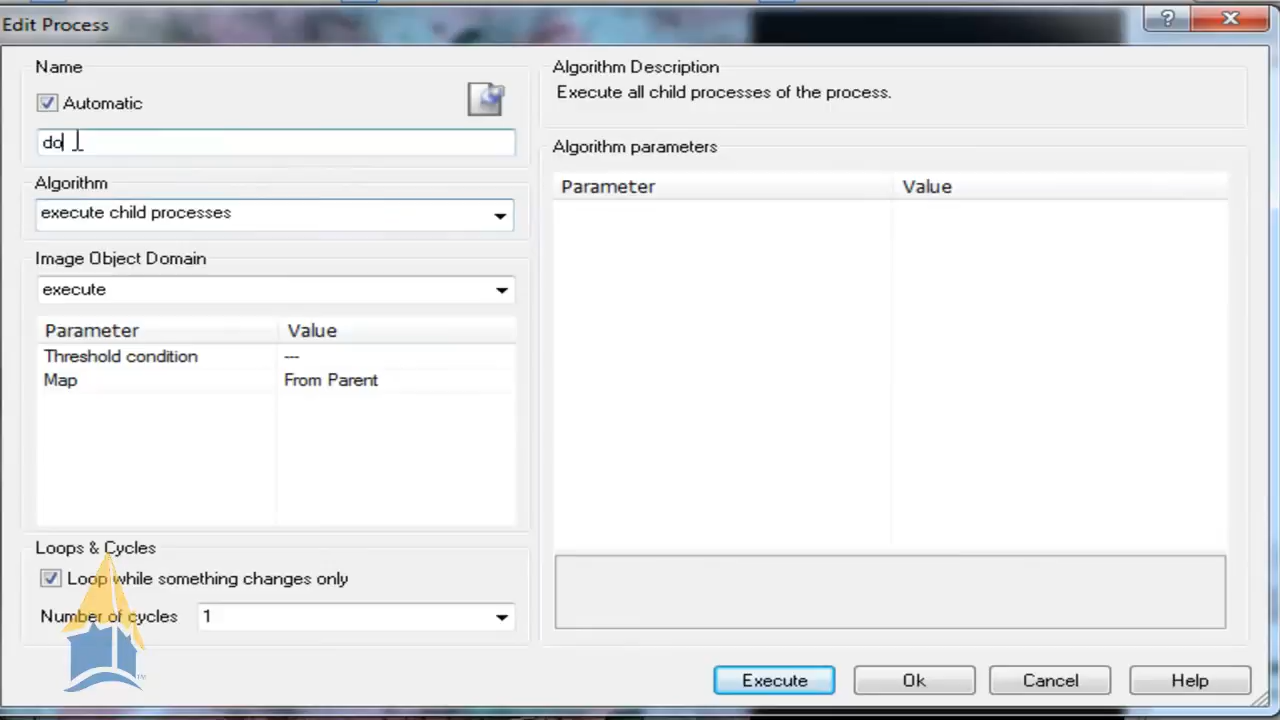 Edit Process
?
Name
Automatic
do
Algorithm
execute child processes
Image Object Domain
execute
Parameter Value
Threshold condition ---
Map From Parent
Loops & Cycles
Loop while something changes only
Number of cycles 1
Algorithm Description
Execute all child processes of the process.
Algorithm parameters
Parameter Value
Execute Ok Cancel Help